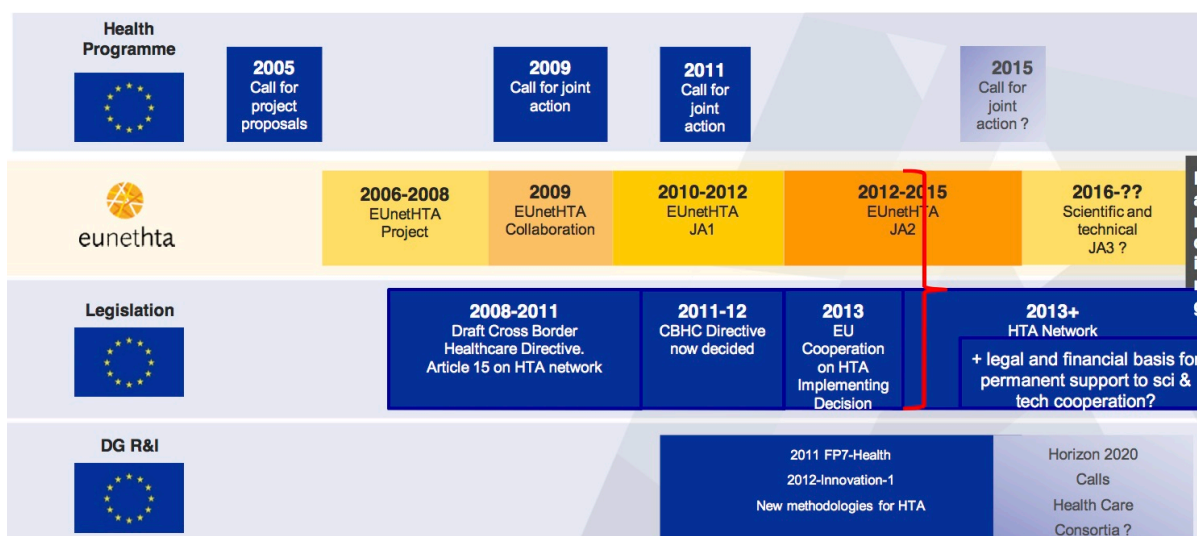 Health
Programme
2005
Call for
project
proposals
2009
Call for joint
action
2011
Call for
joint
action
2015
Call for
joint
action ?
eunethta
2006-2008
EUnetHTA
Project
2009
EUnetHTA
Collaboration
2010-2012
EUnetHTA
JA1
2012-2015
EUnetHTA
JA2
2016-??
Scientific and
technical
JA3 ?
Legislation
2008-2011
Draft Cross Border
Healthcare Directive.
Article 15 on HTA network
2011-12
CBHC Directive
now decided
2013
EU
Cooperation
on HTA
Implementing
Decision
2013+
HTA Network
+ legal and financial basis for
permanent support to sci &
tech cooperation?
DG R&I
2011 FP7-Health
2012-Innovation-1
New methodologies for HTA
Horizon 2020
Calls
Health Care
Consortia ?